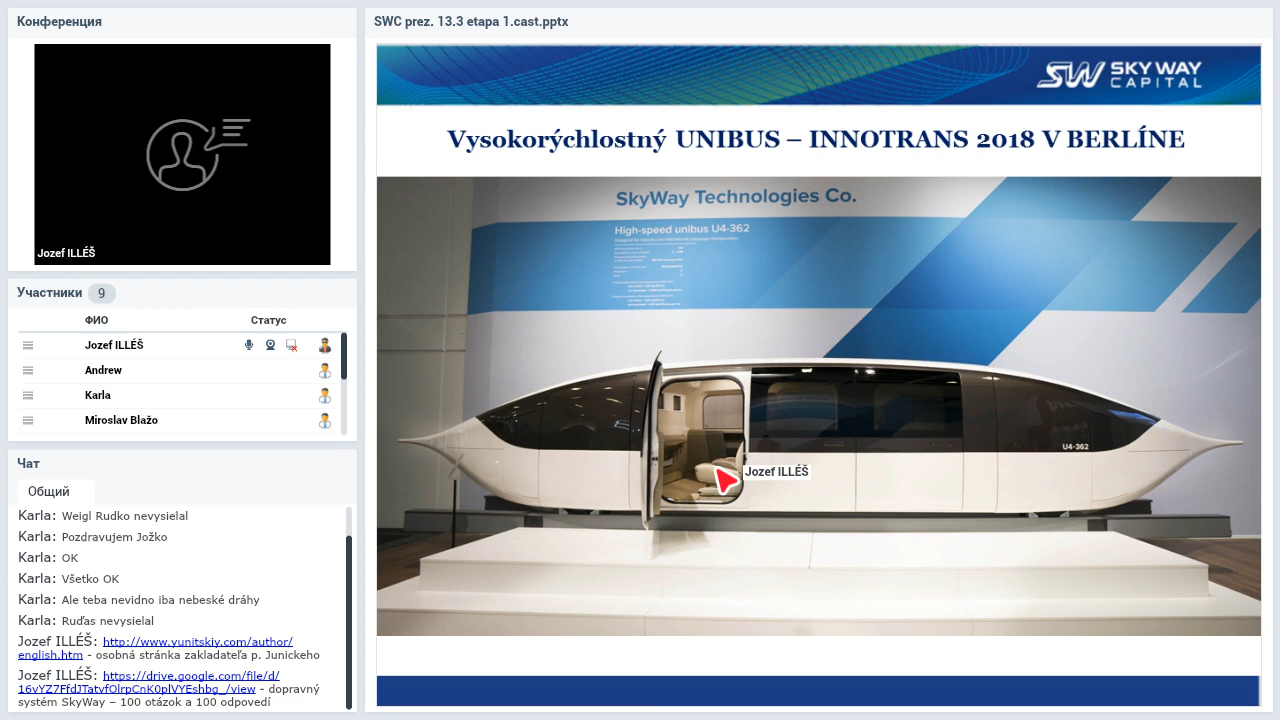 Конференция
Jozef ILLÉŠ
Участники 9
ФИО Статус
Jozef ILLÉŠ
Andrew
Karla
Miroslav Blažo
Чат
Общий
Karla: Weigl Rudko nevysielal
Karla: Pozdravujem Jožko
Karla: OK
Karla: Všetko OK
Karla: Ale teba nevidno iba nebeské dráhy
Karla: Ruďas nevysielal
Jozef ILLÉŠ: http://www.yunitskiy.com/author/
english.htm - osobná stránka zakladateľa p. Junického
Jozef ILLÉŠ: https://drive.google.com/file/d/
16vYZ7FfdJTatvfOlrpCnK0plVYEshbg_/view - dopravný
systém SkyWay – 100 otázok a 100 odpovedí
SWC prez. 13.3 etapa 1.cast.pptx
SW SKY WAY
CAPITAL
Vysokorýchlostný UNIBUS – INNOTRANS 2018 V BERLÍNE
SkyWay Technologies Co.
High-speed unibus U4-362
U4-362
Jozef ILLÉŠ